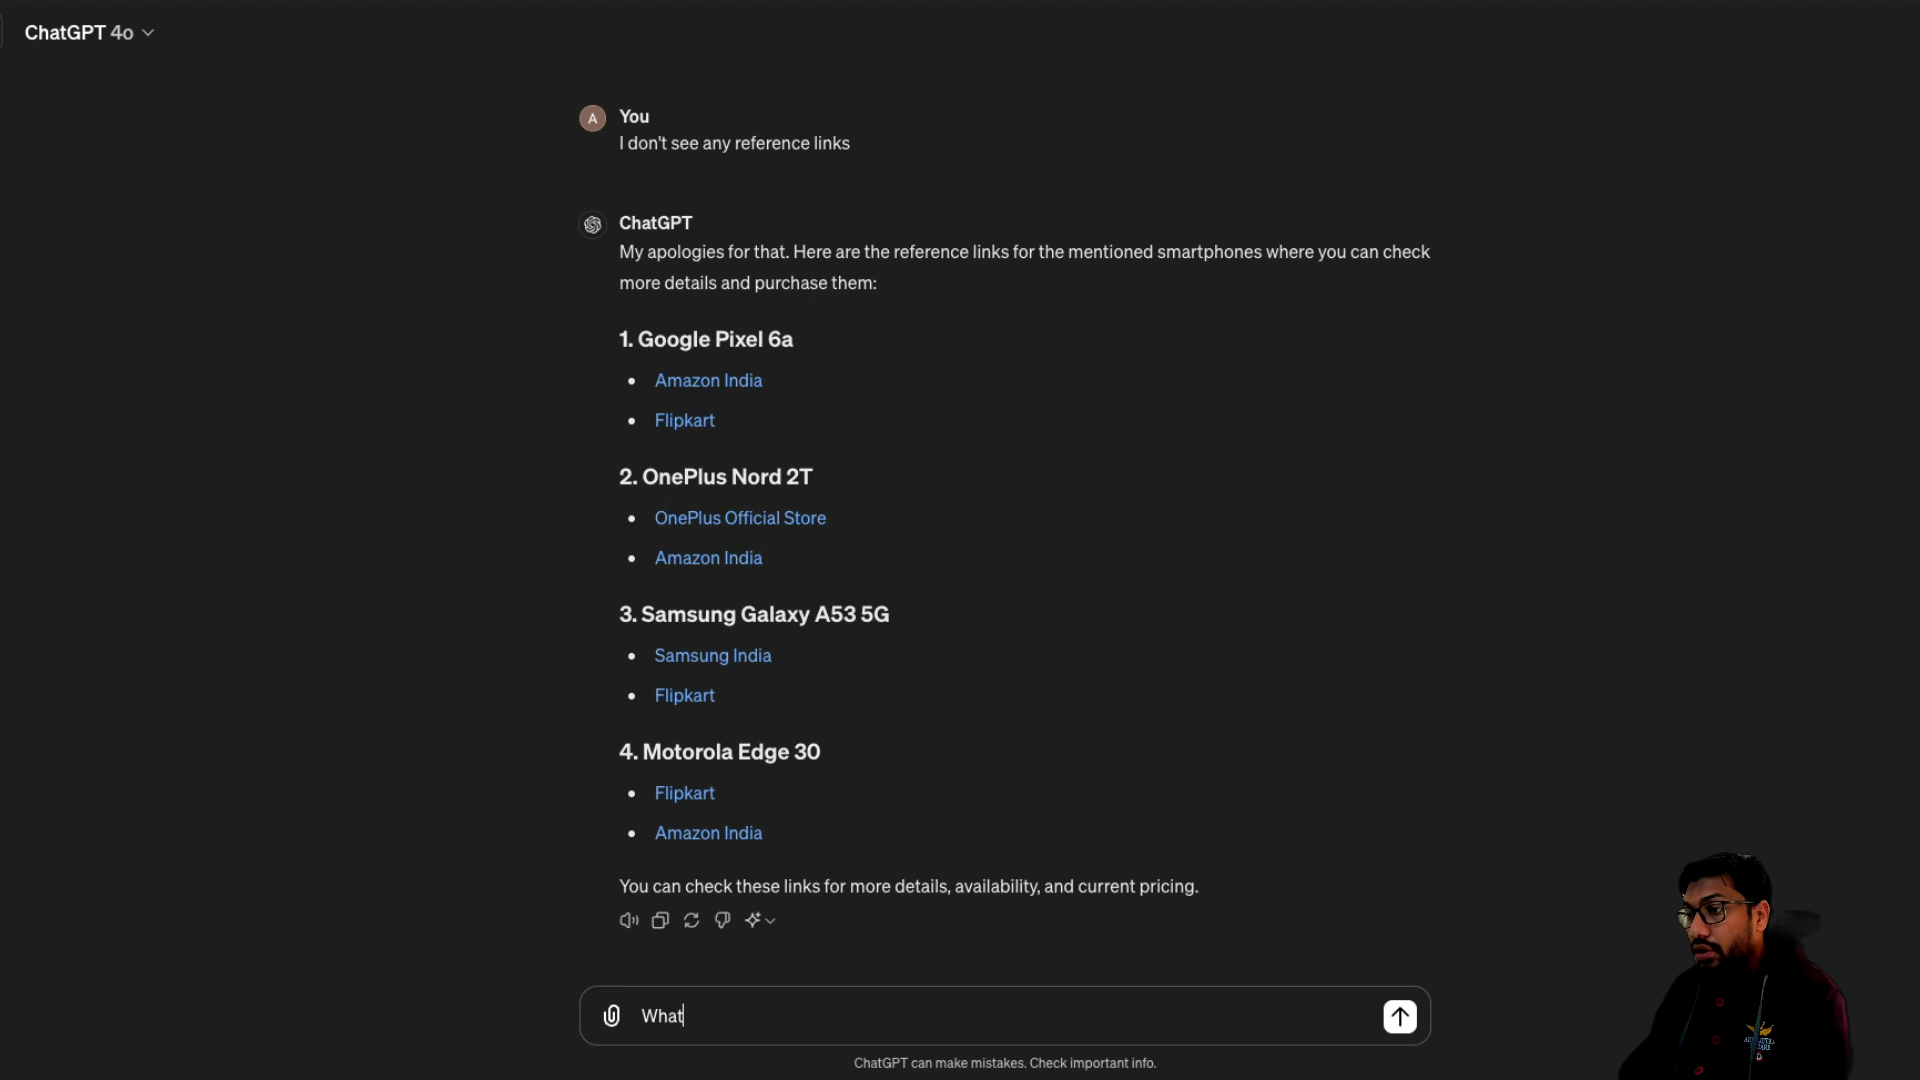 ChatGPT 4o
A
You
I don't see any reference links
ChatGPT
My apologies for that. Here are the reference links for the mentioned smartphones where you can check
more details and purchase them:
1. Google Pixel 6a
• Amazon India
• Flipkart
2. OnePlus Nord 2T
• OnePlus Official Store
• Amazon India
3. Samsung Galaxy A53 5G
• Samsung India
• Flipkart
4. Motorola Edge 30
• Flipkart
• Amazon India
You can check these links for more details, availability, and current pricing.
What
ChatGPT can make mistakes. Check important info.